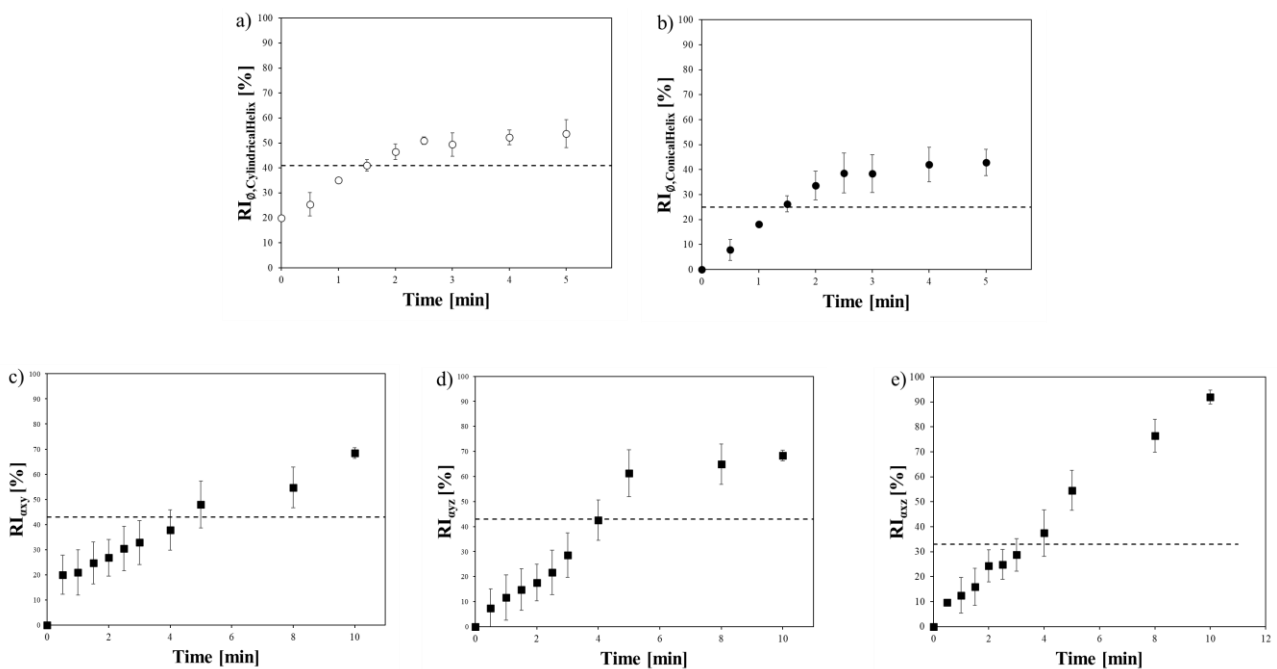 a)
RI∅,CylindricalHelix [%]
100
90
80
70
60
50
40
30
20
10
0
0 1 2 3 4 5
Time [min]
b)
RI∅,ConicalHelix [%]
100
90
80
70
60
50
40
30
20
10
0
0 1 2 3 4 5
Time [min]
c)
RIαxy [%]
100
90
80
70
60
50
40
30
20
10
0
0 2 4 6 8 10
Time [min]
d)
RIαyz [%]
100
90
80
70
60
50
40
30
20
10
0
0 2 4 6 8 10
Time [min]
e)
RIαxz [%]
100
90
80
70
60
50
40
30
20
10
0
0 2 4 6 8 10 12
Time [min]